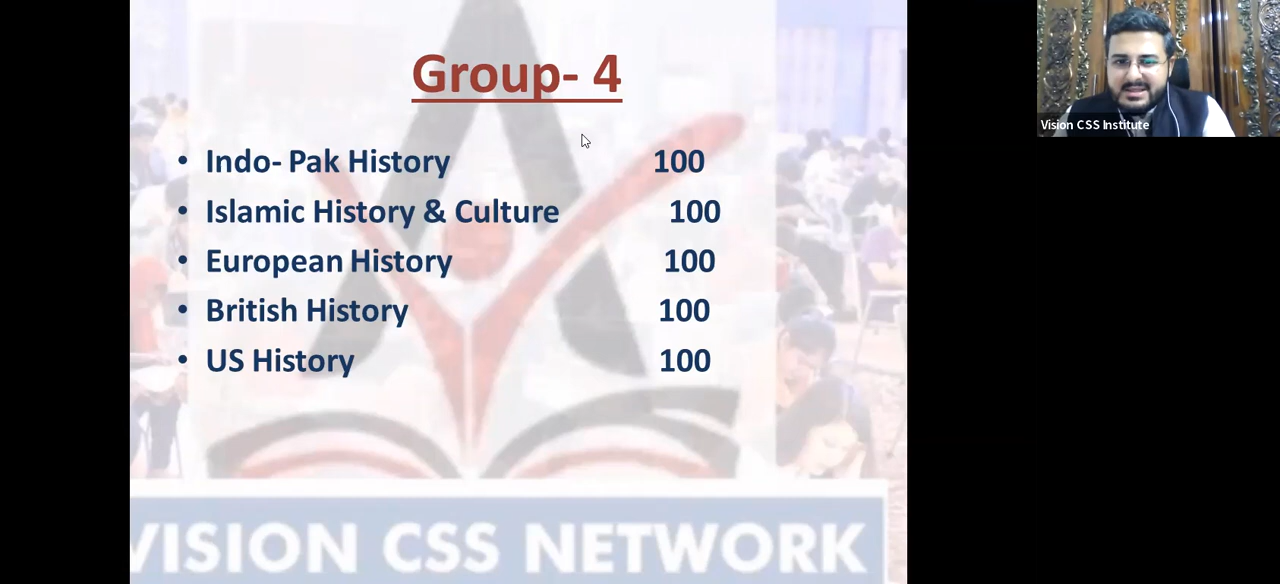 Group- 4
• Indo- Pak History 100
• Islamic History & Culture 100
• European History 100
• British History 100
• US History 100
VISION CSS NETWORK
Vision CSS Institute